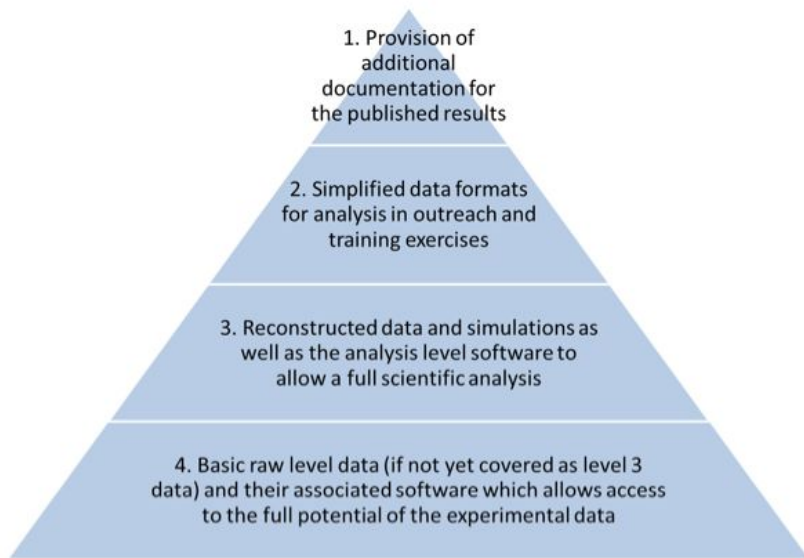 1. Provision of
additional
documentation for
the published results
2. Simplified data formats
for analysis in outreach and
training exercises
3. Reconstructed data and simulations as
well as the analysis level software to
allow a full scientific analysis
4. Basic raw level data (if not yet covered as level 3
data) and their associated software which allows access
to the full potential of the experimental data